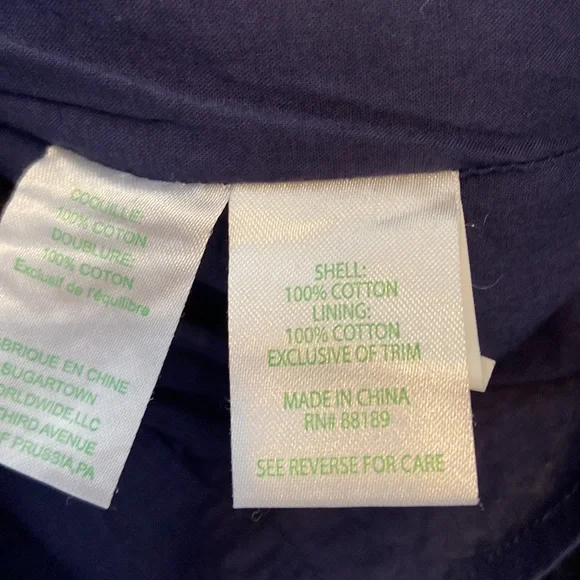 COQUILLE:
100% COTON
DOUBLURE:
100% COTON
Exclusif de l'équilibre
BRIQUE EN CHINE
SUGARTOWN
ORLDWIDE, LLC
THIRD AVENUE
F PRUSSIA, PA
SHELL:
100% COTTON
LINING:
100% COTTON
EXCLUSIVE OF TRIM
MADE IN CHINA
RN# 88189
SEE REVERSE FOR CARE